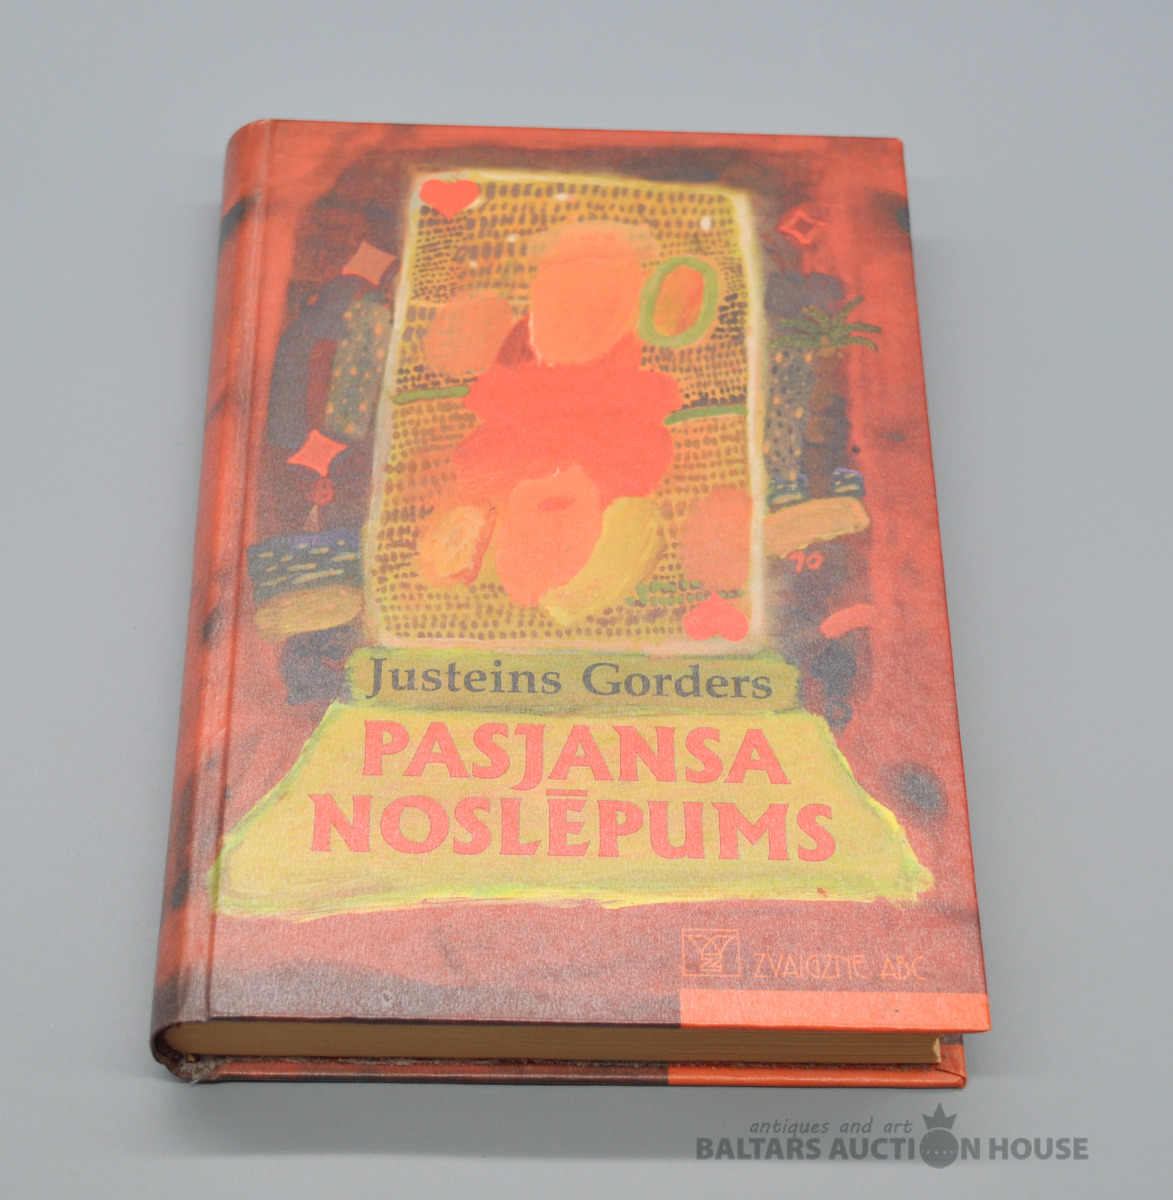 Justeins Gorders
PASJANSA
NOSLĒPUMS
ZVAIGZNE ABC
antiques and art
BALTARS AUCTION HOUSE